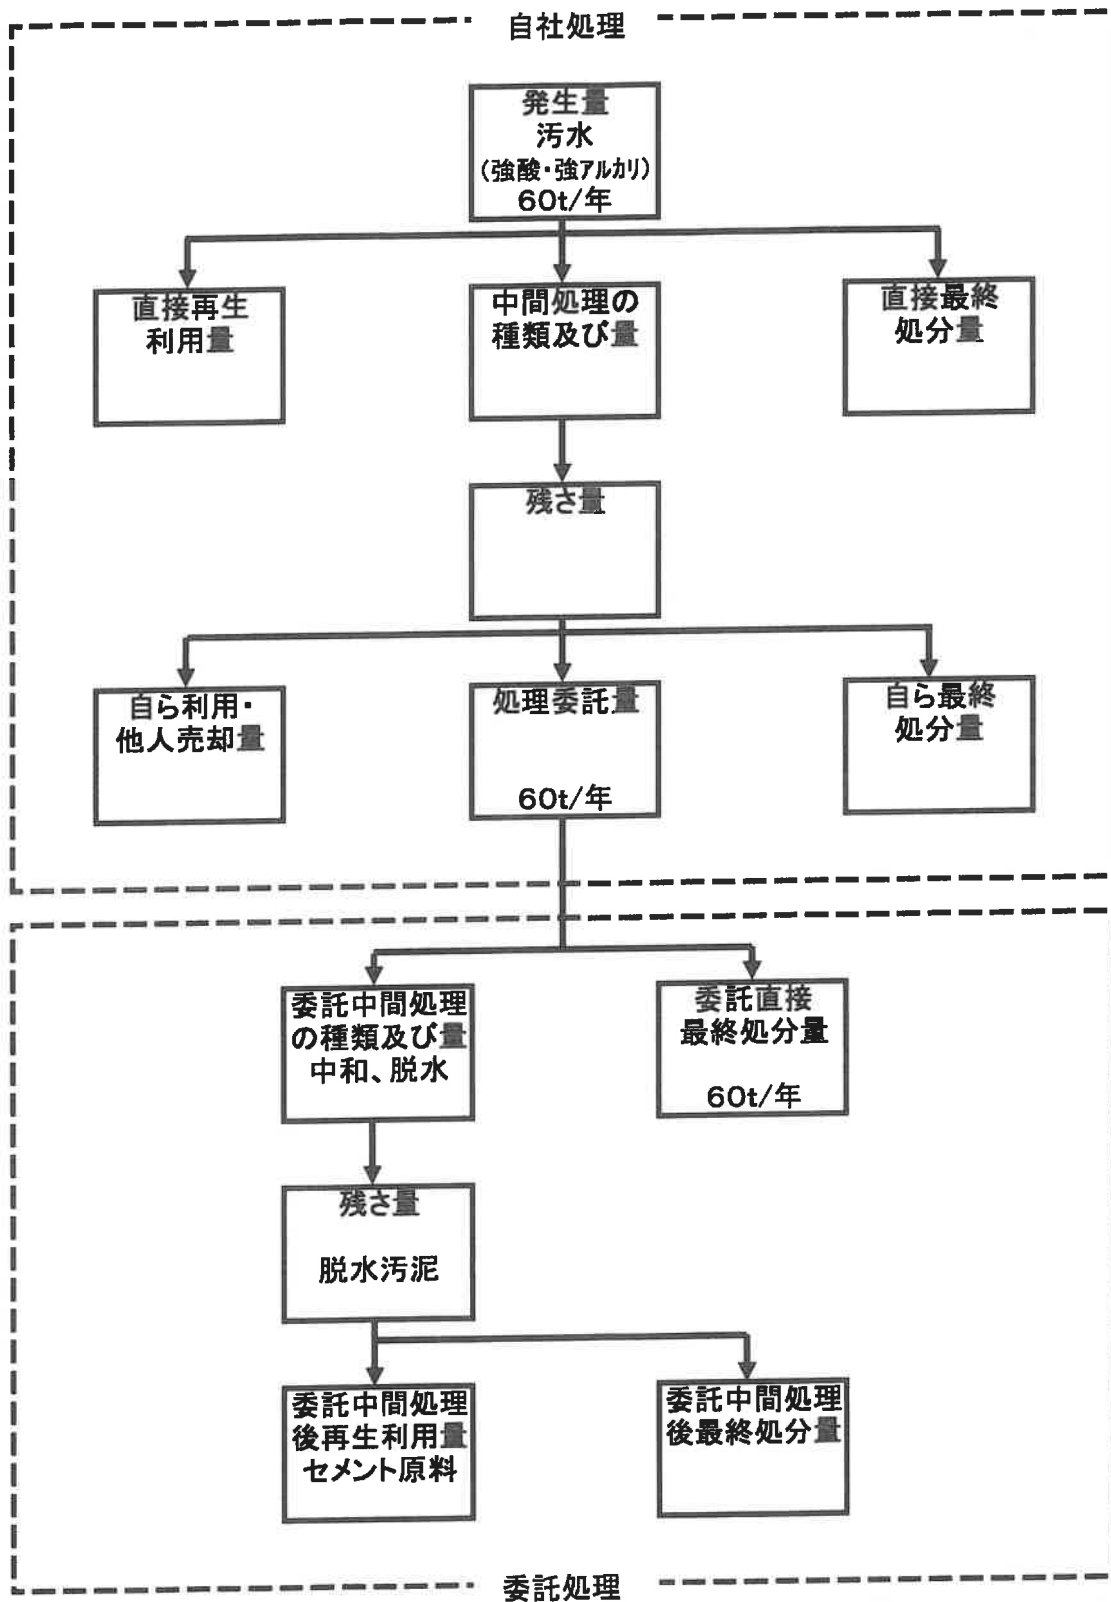 自社処理
発生量
汚水
(強酸・強アルカリ)
60t/年
直接再生
利用量
中間処理の
種類及び量
直接最終
処分量
残さ量
自ら利用・
他人売却量
処理委託量
60t/年
自ら最終
処分量
委託中間処理
の種類及び量
中和、脱水
委託直接
最終処分量
60t/年
残さ量
脱水汚泥
委託中間処理
後再生利用量
セメント原料
委託中間処理
後最終処分量
委託処理